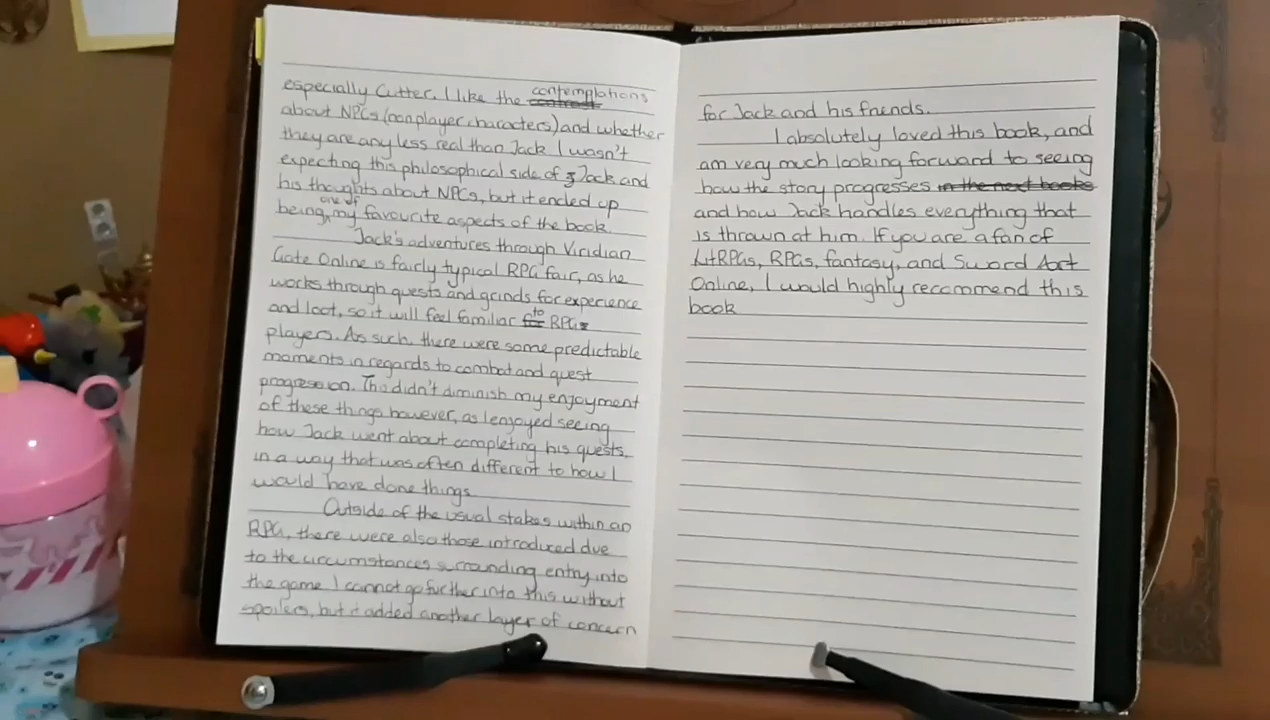 especially Cutter. I like the contemplations
about NPCs (nonplayer characters) and whether
they are any less real than Jack. I wasn't
expecting this philosophical side of Jack and
his thoughts about NPCs, but it ended up
being one of my favourite aspects of the book.
Jack's adventures through Viridian
Gate Online is fairly typical RPG fair, as he
works through quests and grinds for experience
and loot, so it will feel familiar to RPG
players. As such, there were some predictable
moments in regards to combat and quest
progression. This didn't diminish my enjoyment
of these things however, as I enjoyed seeing
how Jack went about completing his quests,
in a way that was often different to how I
would have done things.
Outside of the usual stakes within an
RPG, there were also those introduced due
to the circumstances surrounding entry into
the game. I cannot go further into this without
spoilers, but it added another layer of concern
for Jack and his friends.
I absolutely loved this book, and
am very much looking forward to seeing
how the story progresses in the next books
and how Jack handles everything that
is thrown at him. If you are a fan of
LitRPGs, RPGs, fantasy, and Sword Art
Online, I would highly recommend this
book